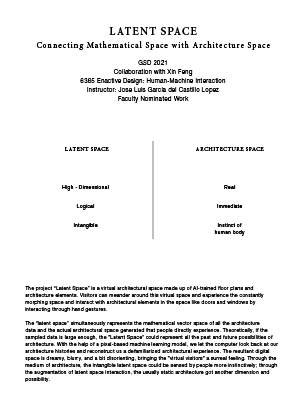 LATENT SPACE
Connecting Mathematical Space with Architecture Space
GSD 2021
Collaboration with Xin Feng
6365 Enactive Design: Human-Machine Interaction
Instructor: Jose Luis García del Castillo Lopez
Faculty Nominated Work
LATENT SPACE
ARCHITECTURE SPACE
High - Dimensional
Real
Logical
Immediate
Intangible
Instinct of
human body
The project "Latent Space" is a virtual architectural space made up of AI-trained floor plans and
architecture elements. Visitors can meander around this virtual space and experience the constantly
morphing space and interact with architectural elements in the space like doors and windows by
interacting through hand gestures.
The "latent space" simultaneously represents the mathematical vector space of all the architecture
data and the actual architectural space generated that people directly experience. Theoretically, if the
sampled data is large enough, the "Latent Space" could represent all the past and future possibilities of
architecture. With the help of a pixel-based machine learning model, we let the computer look back at our
architecture histories and reconstruct us a defamiliarized architectural experience. The resultant digital
space is dreamy, blurry, and a bit disorienting, bringing the "virtual visitors" a surreal feeling. Through the
medium of architecture, the intangible latent space could be sensed by people more instinctively; through
the augmentation of latent space interaction, the usually static architecture got another dimension and
possibility.